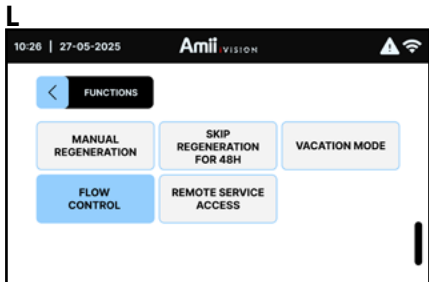 L
10:26 | 27-05-2025 Amii VISION
FUNCTIONS
MANUAL
REGENERATION
SKIP
REGENERATION
FOR 48H
VACATION MODE
FLOW
CONTROL
REMOTE SERVICE
ACCESS